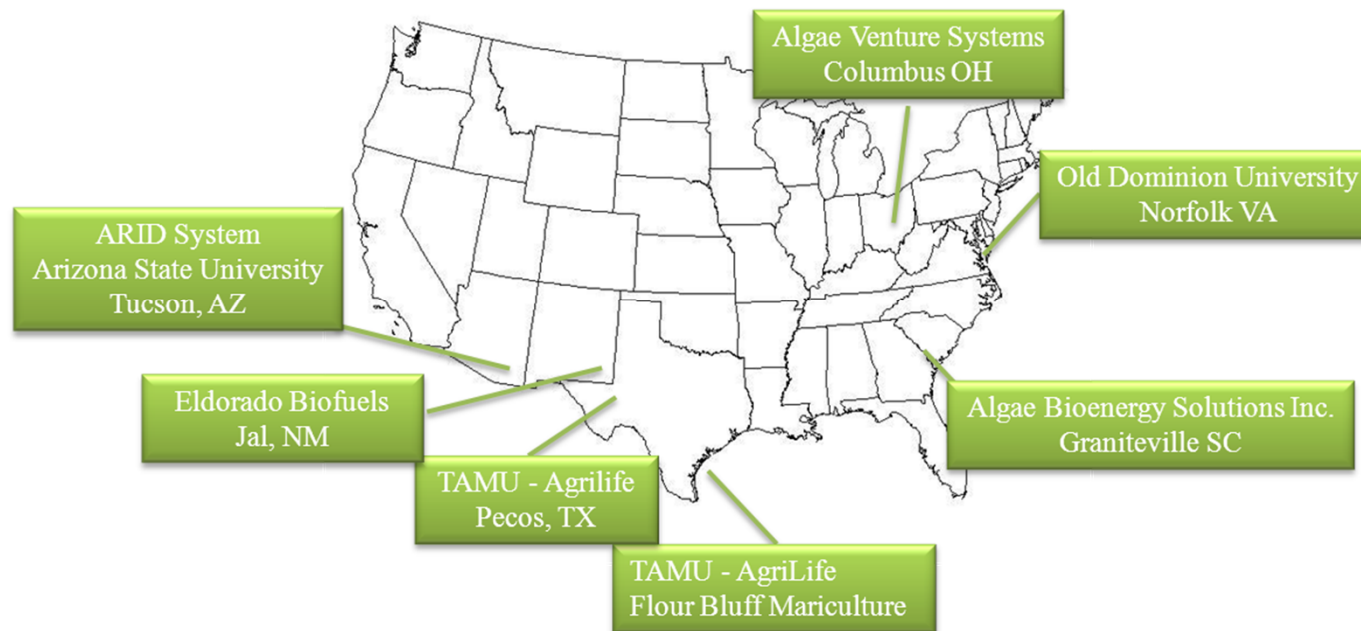 Algae Venture Systems
Columbus OH
Old Dominion University
Norfolk VA
ARID System
Arizona State University
Tucson, AZ
Eldorado Biofuels
Jal, NM
Algae Bioenergy Solutions Inc.
Graniteville SC
TAMU - Agrilife
Pecos, TX
TAMU - AgriLife
Flour Bluff Mariculture